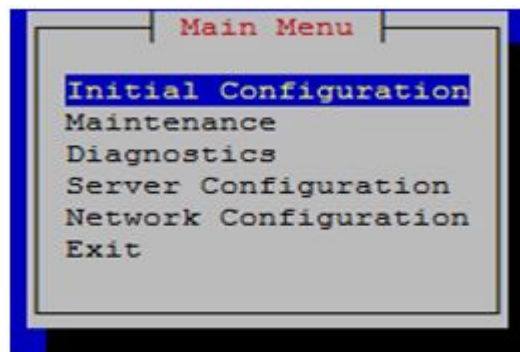 Main Menu
Initial Configuration
Maintenance
Diagnostics
Server Configuration
Network Configuration
Exit